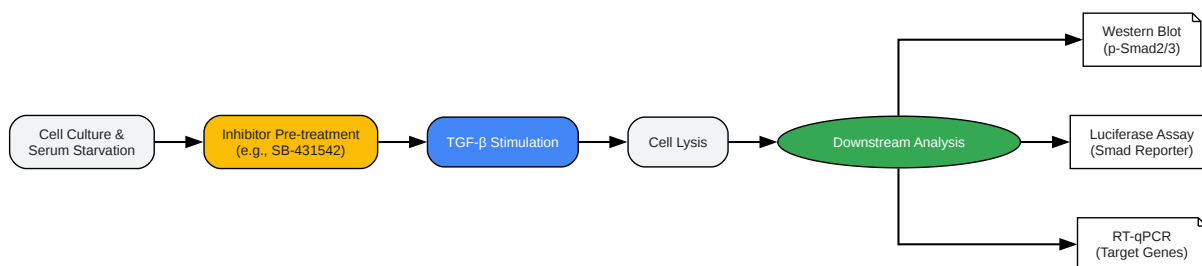 Cell Culture &
Serum Starvation
Inhibitor Pre-treatment
(e.g., SB-431542)
TGF-β Stimulation
Cell Lysis
Downstream Analysis
Western Blot
(p-Smad2/3)
Luciferase Assay
(Smad Reporter)
RT-qPCR
(Target Genes)